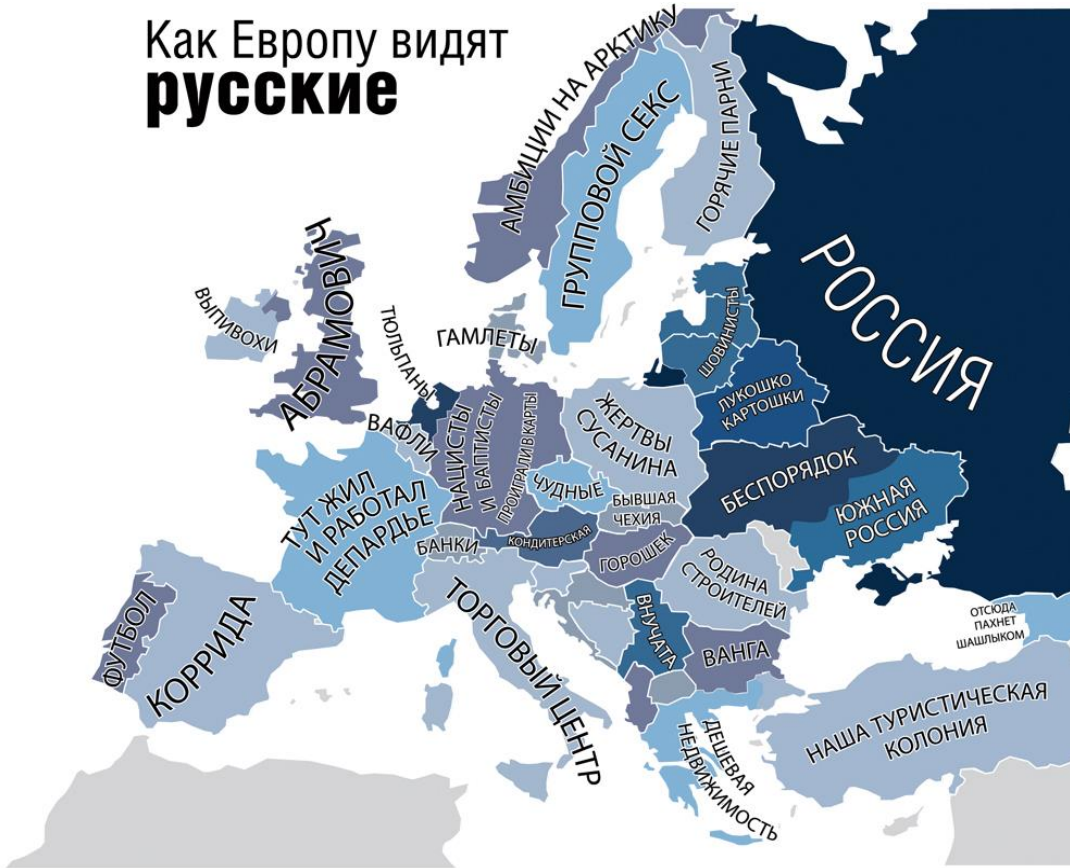 Как Европу видят
русские
АМБИЦИИ НА АРКТИКУ
ГРУППОВОЙ СЕКС
ГОРЯЧИЕ ПАРНИ
РОССИЯ
АБРАМОВИЧ
ВЫПИВОХИ
ТЮЛЬПАНЫ
ГАМЛЕТЫ
ШОВИНИСТЫ
ЛУКОШКО
КАРТОШКИ
ВАФЛИ
НАЦИСТЫ
И БАПТИСТЫ
ПРОИГРАЛИ В КАРТЫ
ЖЕРТВЫ
СУСАНИНА
БЕСПОРЯДОК
ЮЖНАЯ
РОССИЯ
ЧУДНЫЕ
БЫВШАЯ
ЧЕХИЯ
ТУТ ЖИЛ
И РАБОТАЛ
ДЕПАРДЬЕ
БАНКИ
КОНДИТЕРСКАЯ
ГОРОШЕК
РОДИНА
СТРОИТЕЛЕЙ
ФУТБОЛ
КОРРИДА
ТОРГОВЫЙ ЦЕНТР
ВНУЧАТА
ВАНГА
ОТСЮДА
ПАХНЕТ
ШАШЛЫКОМ
ДЕШЕВАЯ
НЕДВИЖИМОСТЬ
НАША ТУРИСТИЧЕСКАЯ
КОЛОНИЯ